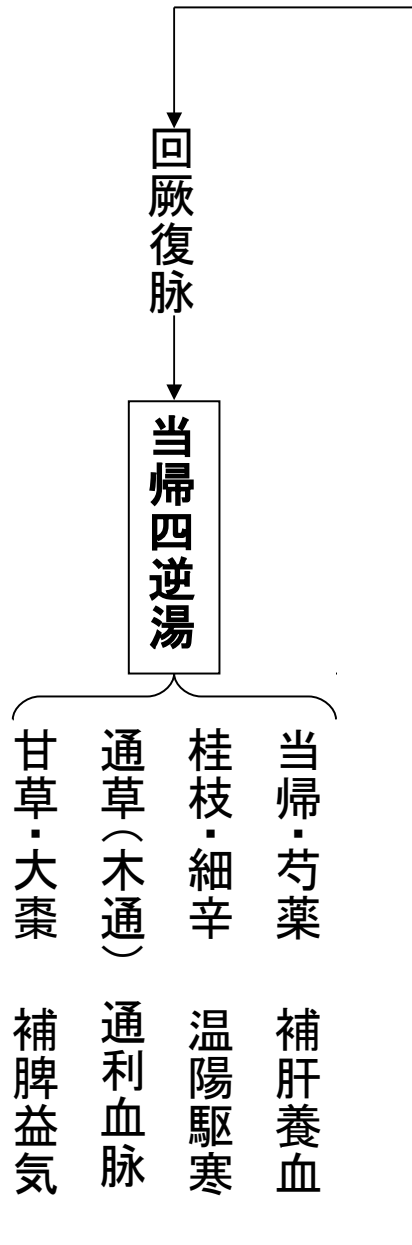 回厥復脉
当帰四逆湯
当帰・芍薬　補肝養血
桂枝・細辛　温陽駆寒
通草（木通）　通利血脉
甘草・大棗　補脾益気